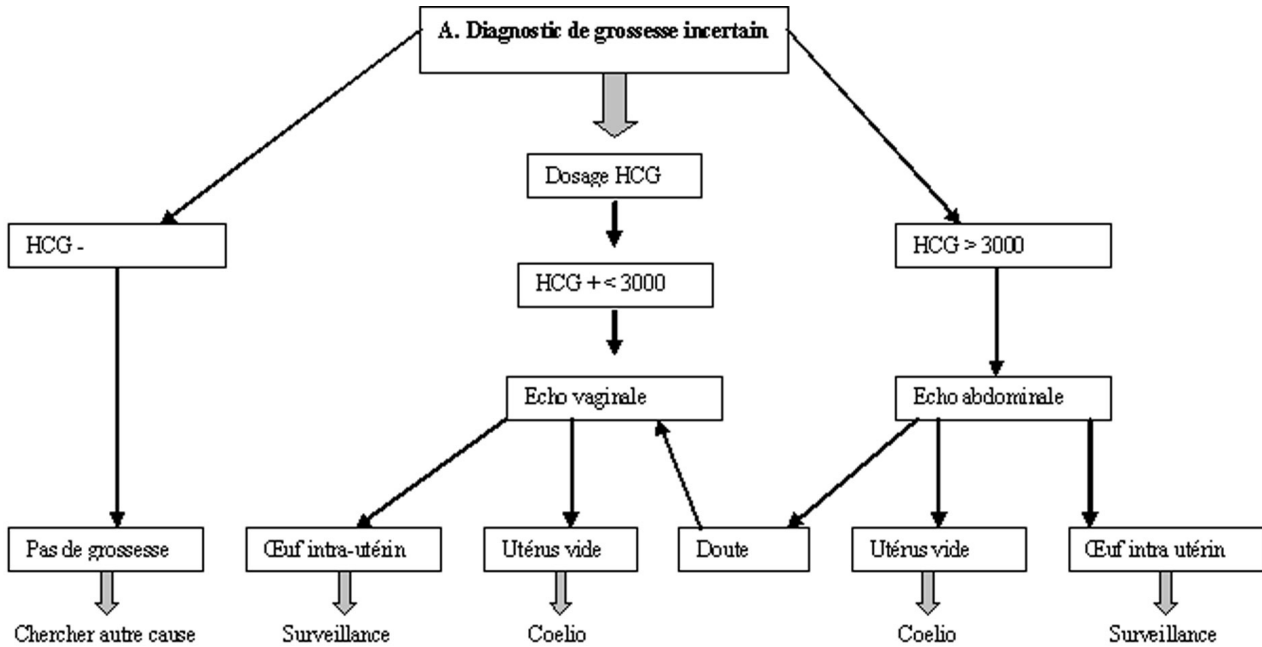 A. Diagnostic de grossesse incertain
Dosage HCG
HCG -
HCG > 3000
HCG + < 3000
Echo vaginale
Echo abdominale
Pas de grossesse
Œuf intra-utérin
Utérus vide
Doute
Utérus vide
Œuf intra utérin
Chercher autre cause
Surveillance
Coelio
Coelio
Surveillance